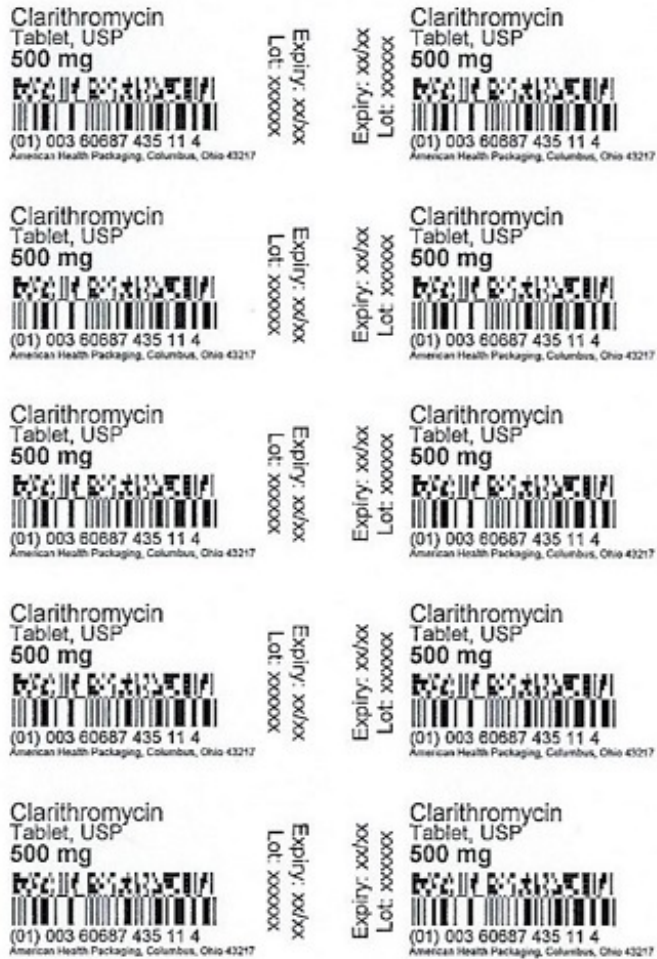 Clarithromycin
Tablet, USP
500 mg
(01) 003 60687 435 11 4
American Health Packaging, Columbus, Ohio 43217
Expiry: xx/xx
Lot: xxxxxx
Expiry: xx/xx
Lot: xxxxxx
Clarithromycin
Tablet, USP
500 mg
(01) 003 60687 435 11 4
American Health Packaging, Columbus, Ohio 43217
Clarithromycin
Tablet, USP
500 mg
(01) 003 60687 435 11 4
American Health Packaging, Columbus, Ohio 43217
Expiry: xx/xx
Lot: xxxxxx
Expiry: xx/xx
Lot: xxxxxx
Clarithromycin
Tablet, USP
500 mg
(01) 003 60687 435 11 4
American Health Packaging, Columbus, Ohio 43217
Clarithromycin
Tablet, USP
500 mg
(01) 003 60687 435 11 4
American Health Packaging, Columbus, Ohio 43217
Expiry: xx/xx
Lot: xxxxxx
Expiry: xx/xx
Lot: xxxxxx
Clarithromycin
Tablet, USP
500 mg
(01) 003 60687 435 11 4
American Health Packaging, Columbus, Ohio 43217
Clarithromycin
Tablet, USP
500 mg
(01) 003 60687 435 11 4
American Health Packaging, Columbus, Ohio 43217
Expiry: xx/xx
Lot: xxxxxx
Expiry: xx/xx
Lot: xxxxxx
Clarithromycin
Tablet, USP
500 mg
(01) 003 60687 435 11 4
American Health Packaging, Columbus, Ohio 43217
Clarithromycin
Tablet, USP
500 mg
(01) 003 60687 435 11 4
American Health Packaging, Columbus, Ohio 43217
Expiry: xx/xx
Lot: xxxxxx
Expiry: xx/xx
Lot: xxxxxx
Clarithromycin
Tablet, USP
500 mg
(01) 003 60687 435 11 4
American Health Packaging, Columbus, Ohio 43217